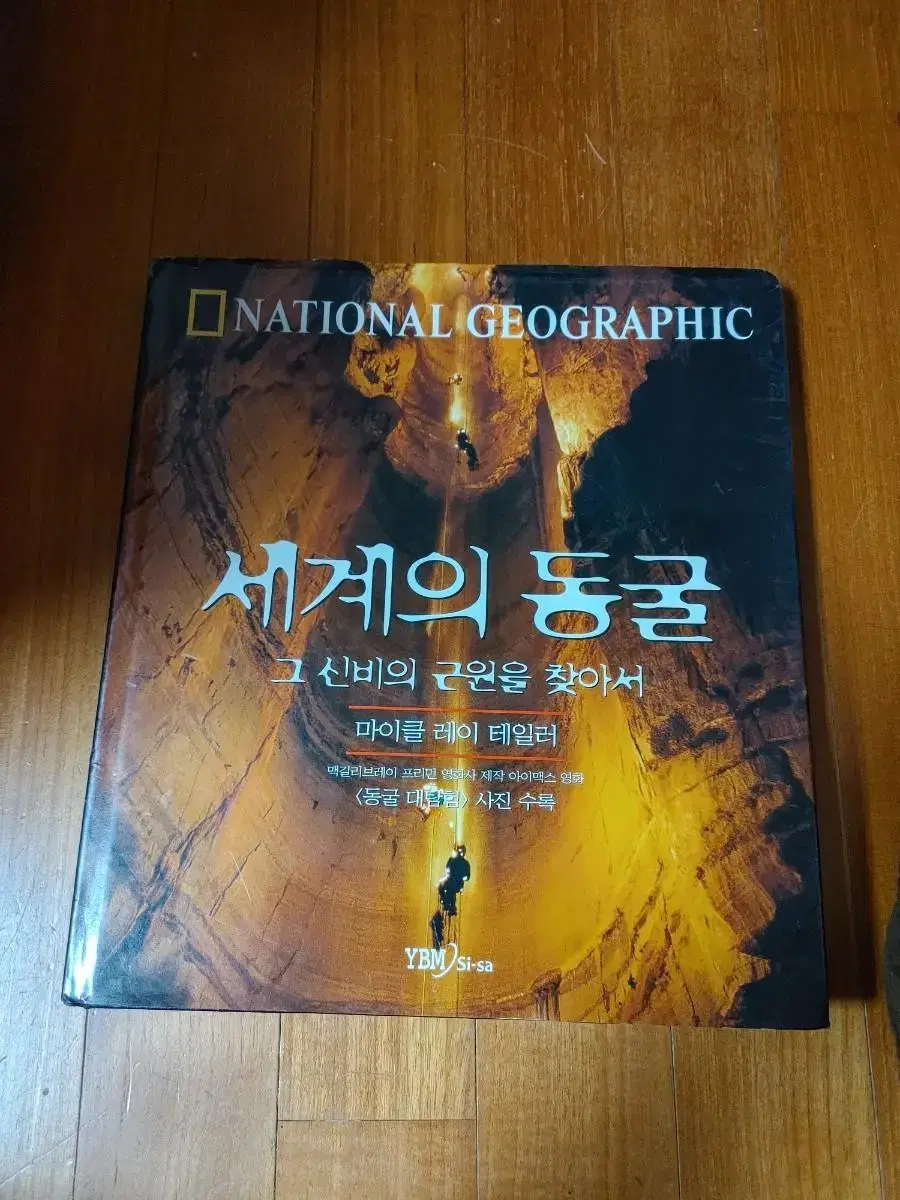 NATIONAL GEOGRAPHIC
세계의 동굴
그 신비의 근원을 찾아서
마이클 레이 테일러
맥길리브레이 프리먼 영화사 제작 아이맥스 영화
〈동굴 대탐험〉 사진 수록
YBM Si-sa